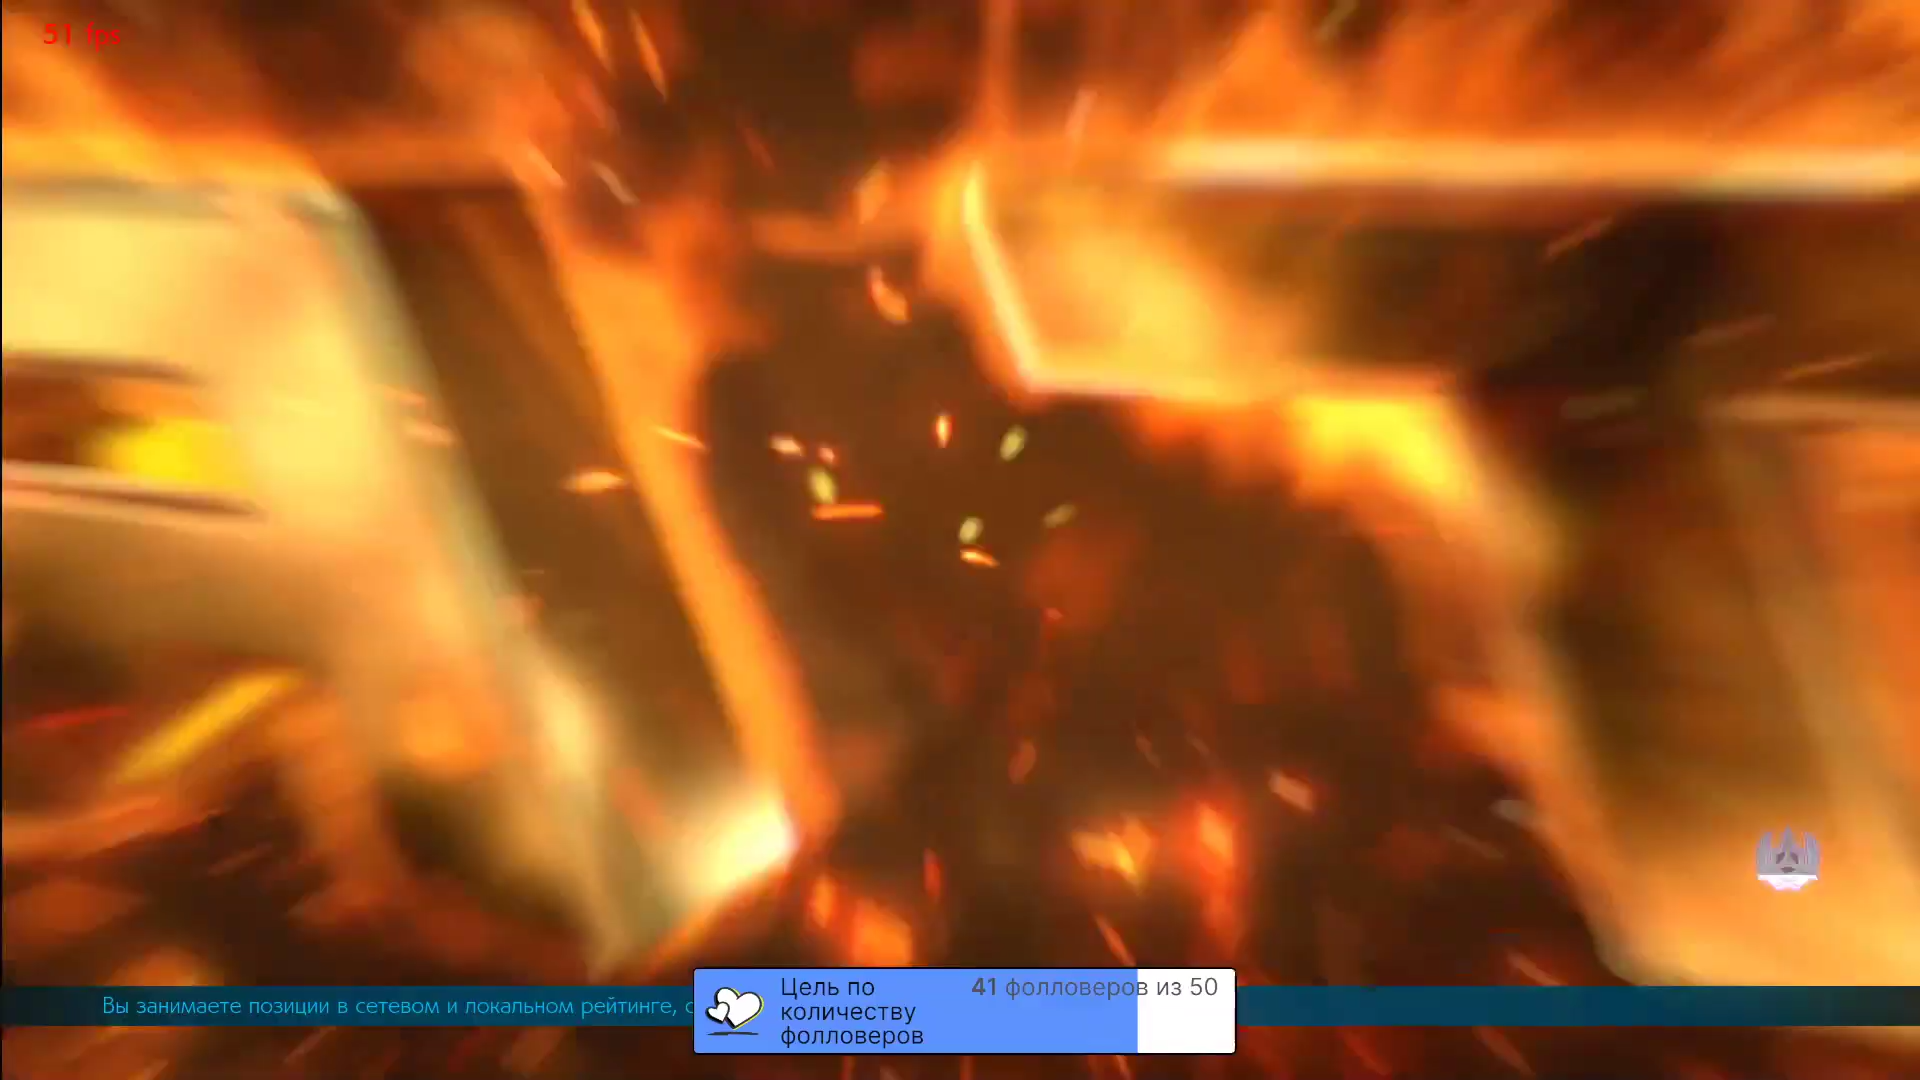 51 fps
Вы занимаете позиции в сетевом и локальном рейтинге, с
Цель по
количеству
фолловеров
41 фолловеров из 50